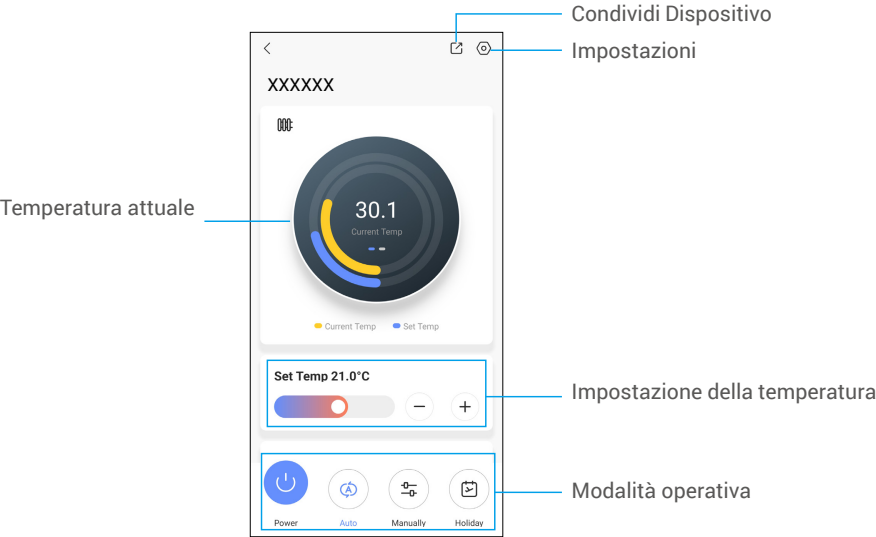 Condividi Dispositivo
Impostazioni
XXXXXX
Temperatura attuale
30.1
Current Temp
Current Temp
Set Temp
Set Temp 21.0°C
Impostazione della temperatura
Modalità operativa
A
Power
Auto
Manually
Holiday